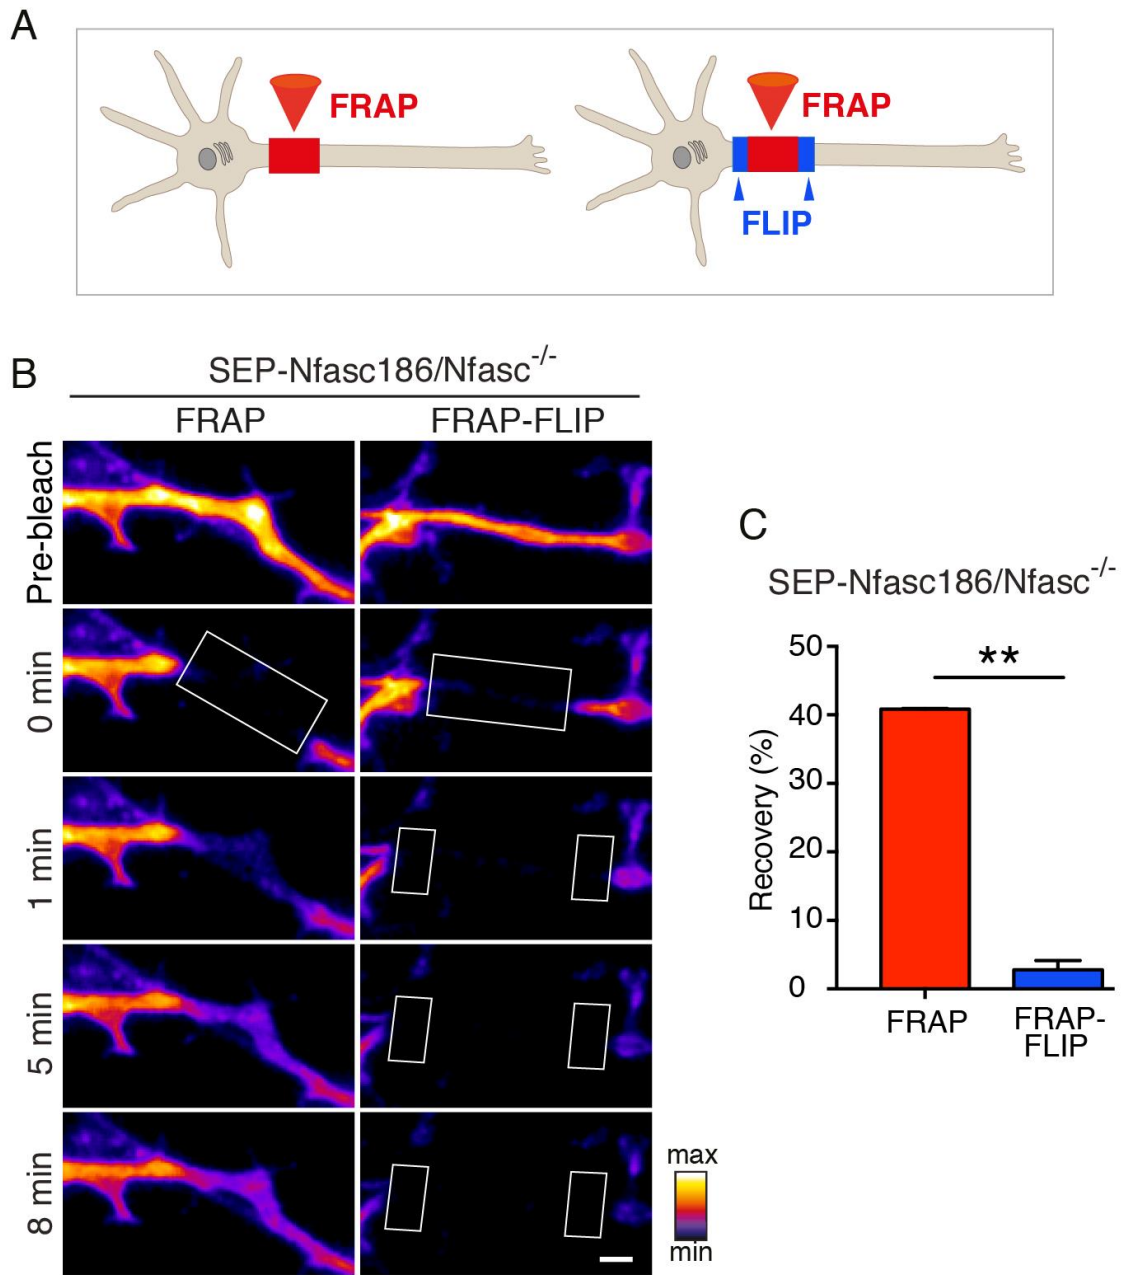 A
FRAP
FRAP
FLIP
B
SEP-Nfasc186/Nfasc-/-
FRAP
FRAP-FLIP
Pre-bleach
0 min
1 min
5 min
8 min
max
min
C
SEP-Nfasc186/Nfasc-/-
**
50
40
30
20
10
0
Recovery (%)
FRAP
FRAP-
FLIP